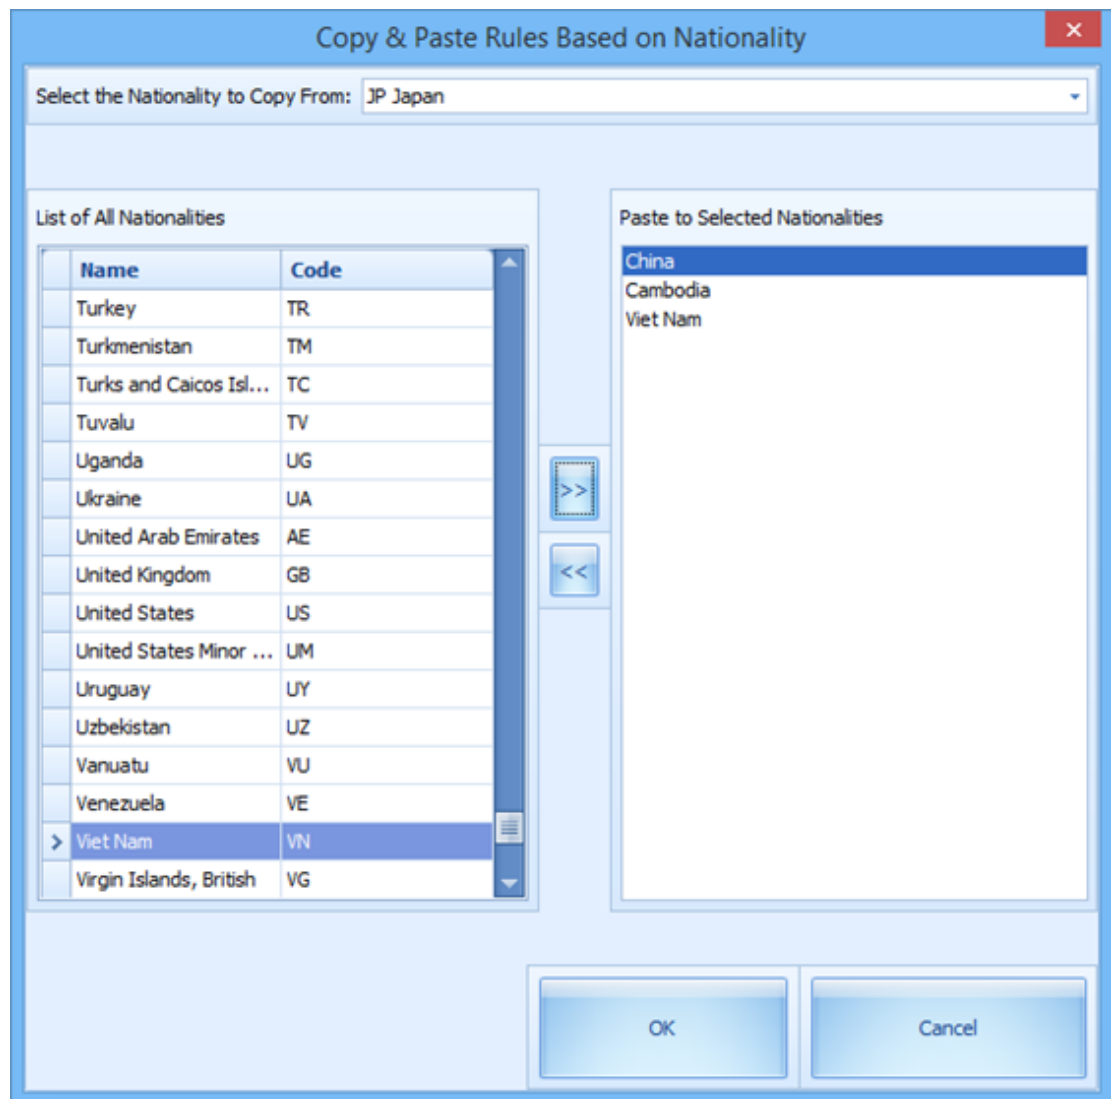 Copy & Paste Rules Based on Nationality
×
Select the Nationality to Copy From: JP Japan
List of All Nationalities
Name Code
Turkey TR
Turkmenistan TM
Turks and Caicos Isl... TC
Tuvalu TV
Uganda UG
Ukraine UA
United Arab Emirates AE
United Kingdom GB
United States US
United States Minor ... UM
Uruguay UY
Uzbekistan UZ
Vanuatu VU
Venezuela VE
> Viet Nam VN
Virgin Islands, British VG
>>
<<
Paste to Selected Nationalities
China
Cambodia
Viet Nam
OK
Cancel